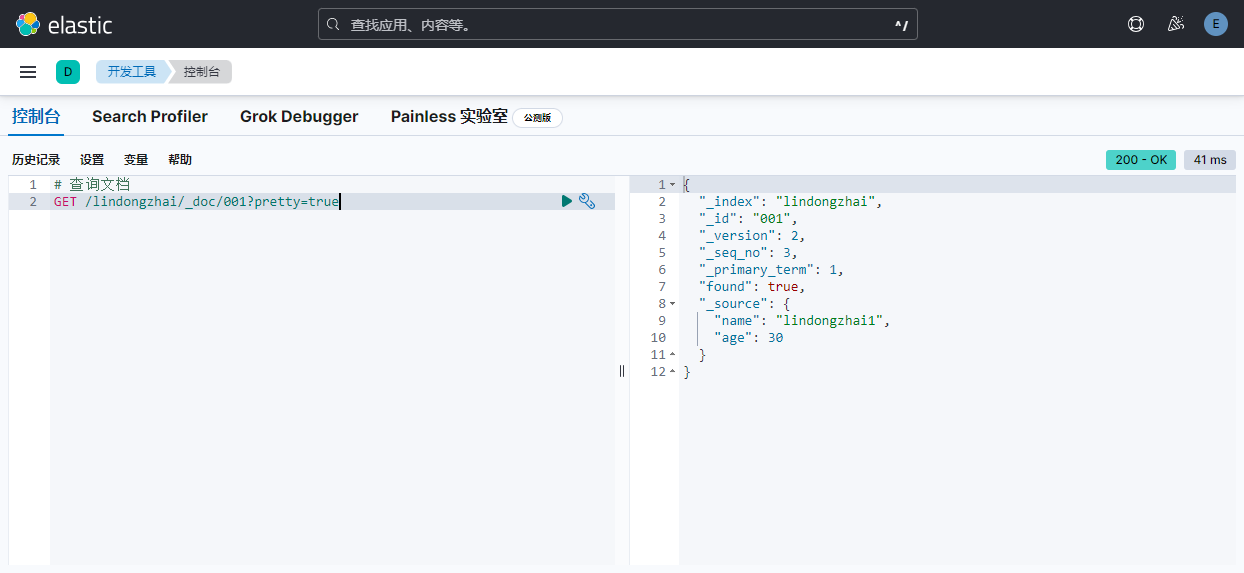 elastic
查找应用、内容等。
^/
E
D
开发工具
控制台
控制台
Search Profiler
Grok Debugger
Painless 实验室
公测版
历史记录
设置
变量
帮助
200 - OK
41 ms
1
# 查询文档
2
GET /lindongzhai/_doc/001?pretty=true
1
{
2
"_index": "lindongzhai",
3
"_id": "001",
4
"_version": 2,
5
"_seq_no": 3,
6
"_primary_term": 1,
7
"found": true,
8
"_source": {
9
"name": "lindongzhai1",
10
"age": 30
11
}
12
}